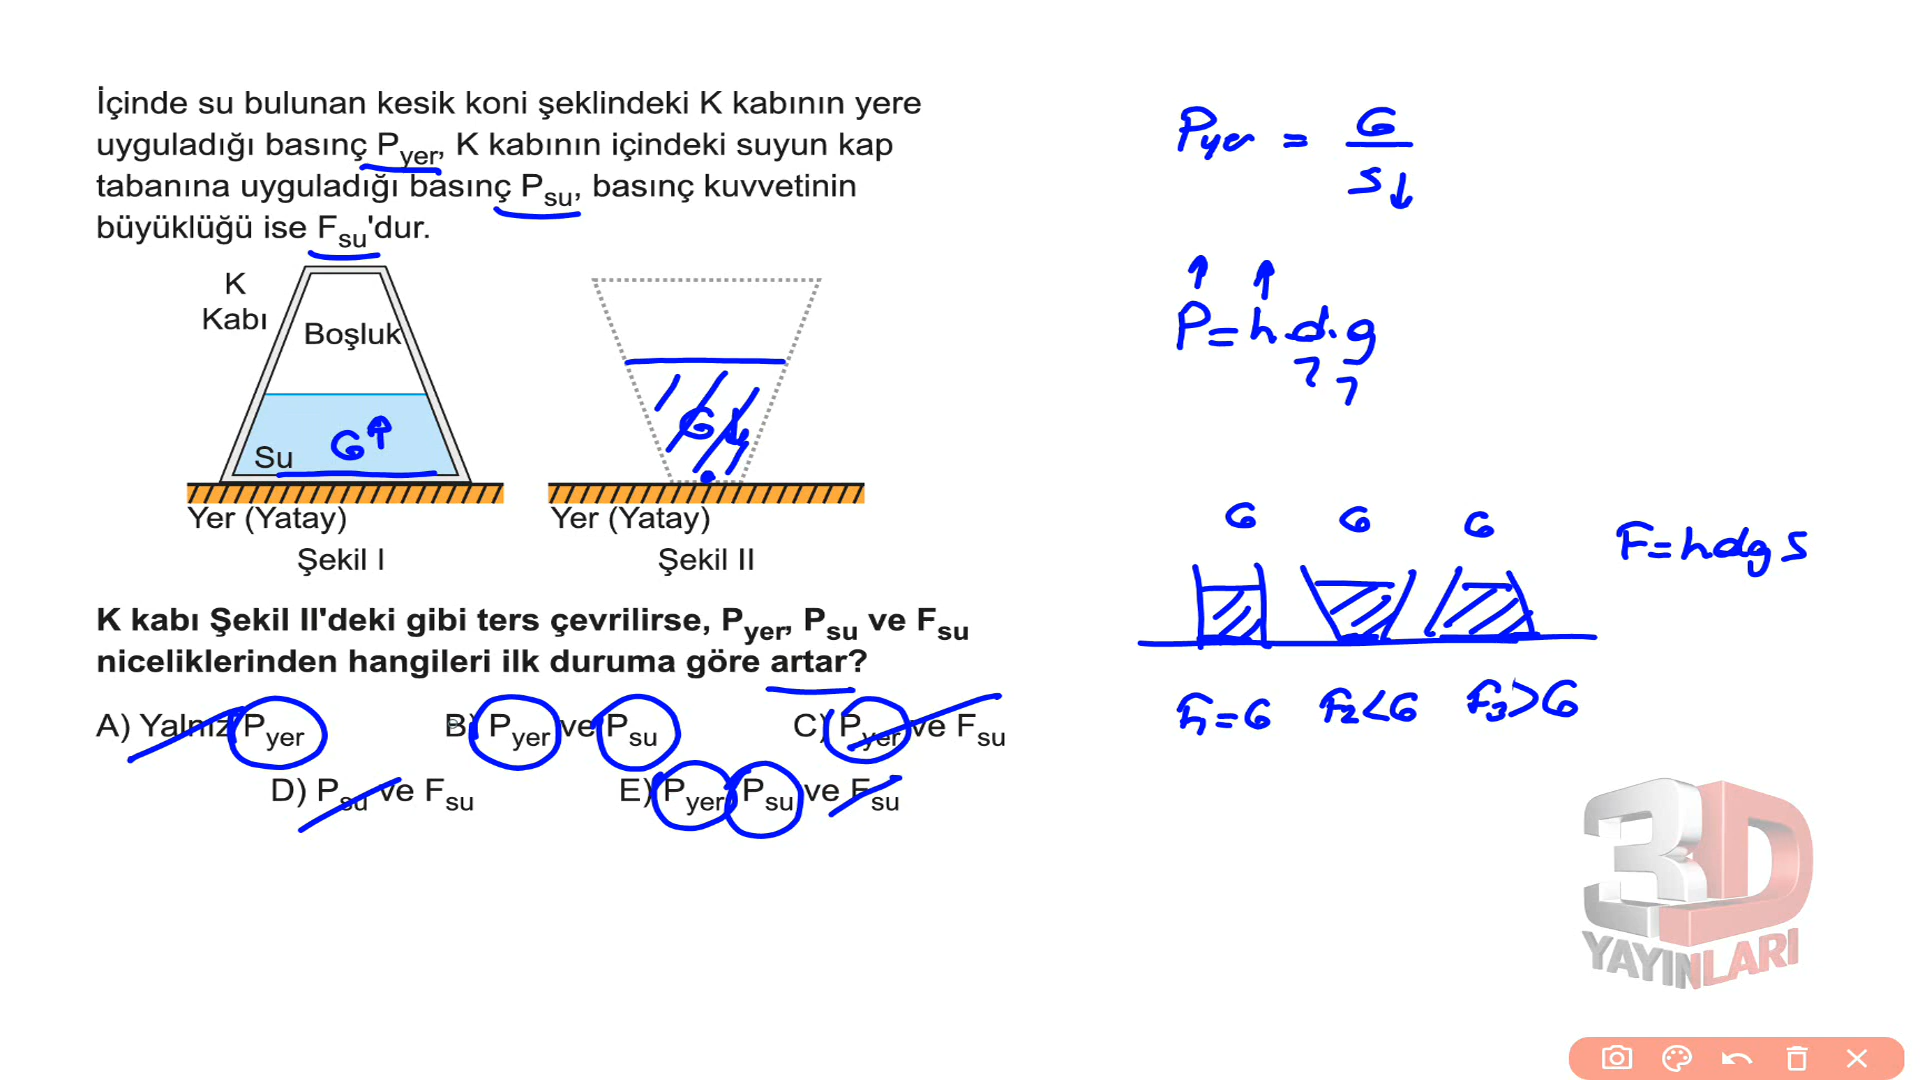 İçinde su bulunan kesik koni şeklindeki K kabının yere
uyguladığı basınç Pyer, K kabının içindeki suyun kap
tabanına uyguladığı basınç Psu, basınç kuvvetinin
büyüklüğü ise Fsu'dur.
K
Kabı
Boşluk
Su
G↑
G↓
Yer (Yatay)
Yer (Yatay)
Şekil I
Şekil II
K kabı Şekil II'deki gibi ters çevrilirse, Pyer, Psu ve Fsu
niceliklerinden hangileri ilk duruma göre artar?
A) Yalnız Pyer
B) Pyer ve Psu
C) Pyer ve Fsu
D) Psu ve Fsu
E) Pyer, Psu ve Fsu
Pyer = G
S↓
↑ ↑
P=h.d.g
G G G
F=hdgS
F1=G F2<G F3>G
3D
YAYINLARI